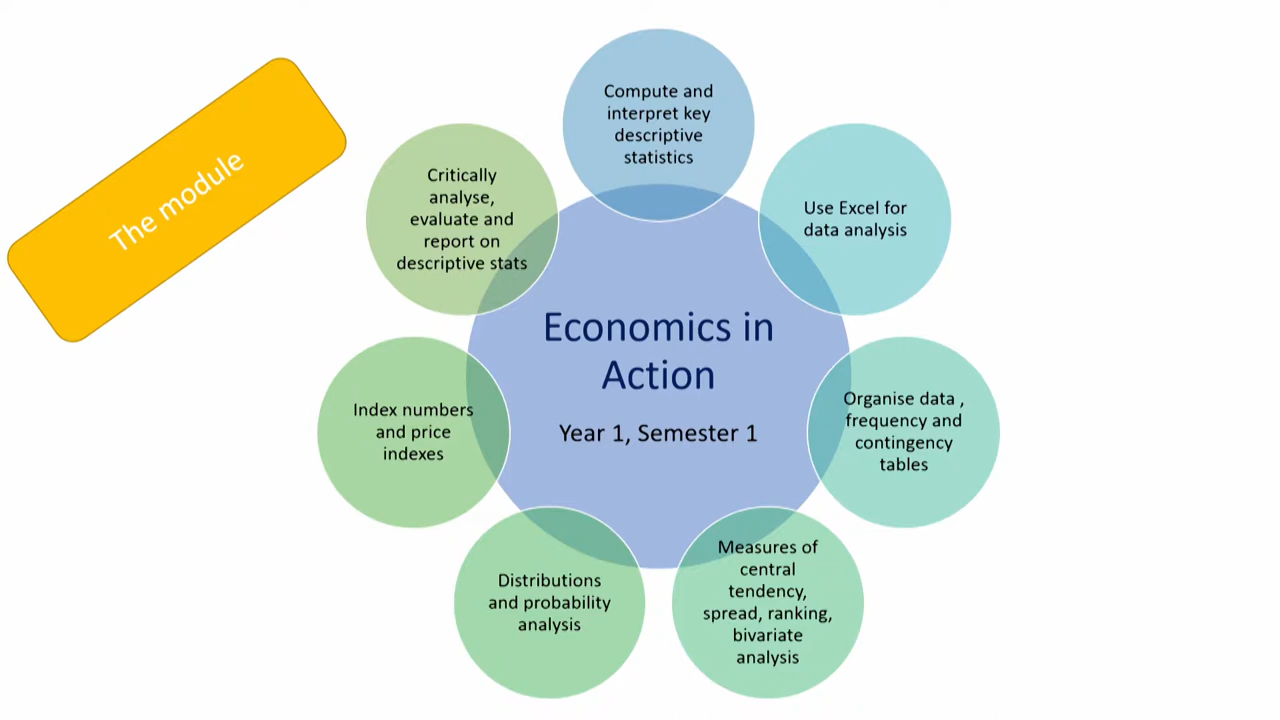 The module
Compute and
interpret key
descriptive
statistics
Use Excel for
data analysis
Organise data ,
frequency and
contingency
tables
Measures of
central
tendency,
spread, ranking,
bivariate
analysis
Distributions
and probability
analysis
Index numbers
and price
indexes
Critically
analyse,
evaluate and
report on
descriptive stats
Economics in
Action
Year 1, Semester 1